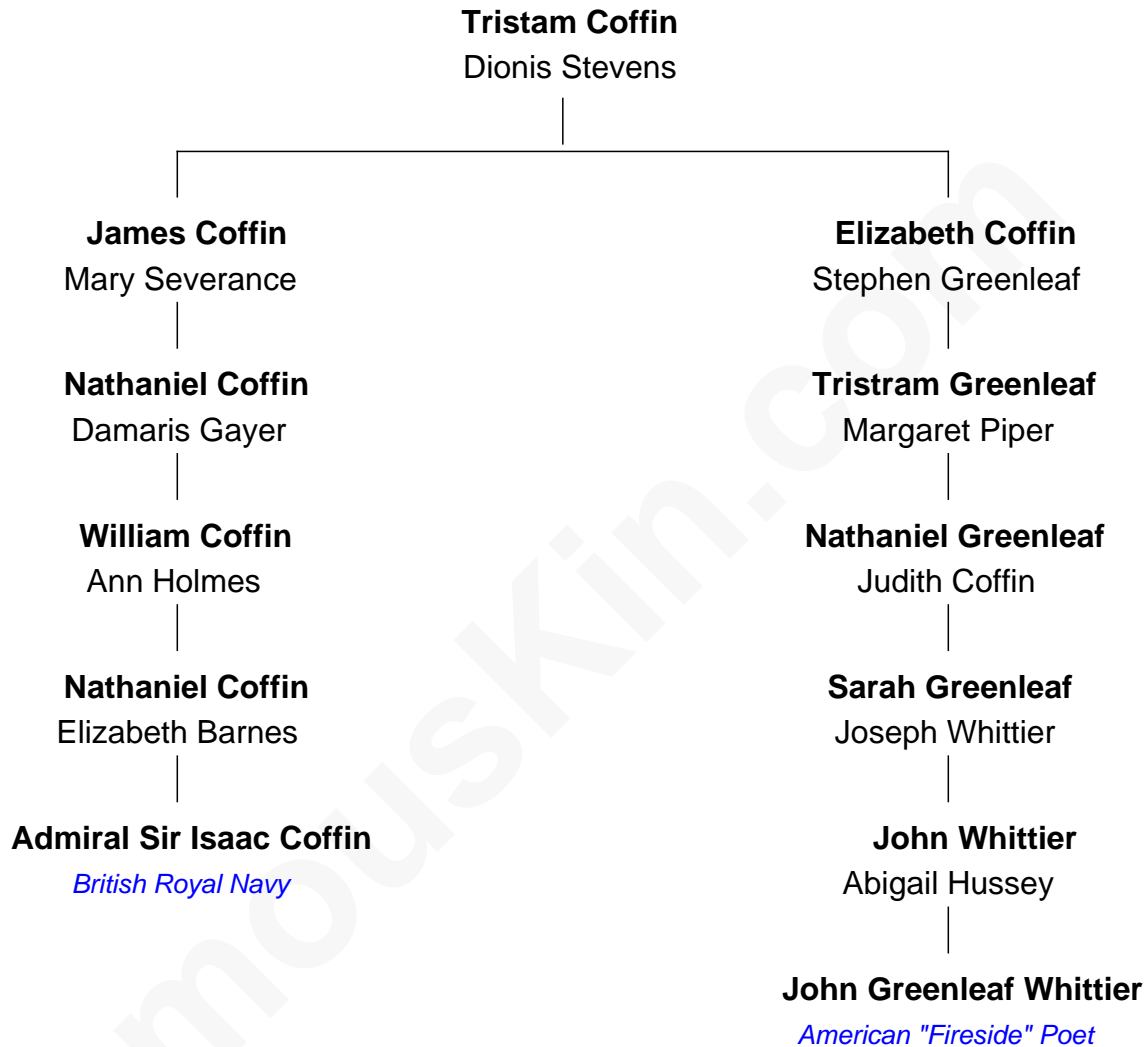 Tristam Coffin
Dionis Stevens
James Coffin
Mary Severance
Nathaniel Coffin
Damaris Gayer
William Coffin
Ann Holmes
Nathaniel Coffin
Elizabeth Barnes
Admiral Sir Isaac Coffin
British Royal Navy
Elizabeth Coffin
Stephen Greenleaf
Tristram Greenleaf
Margaret Piper
Nathaniel Greenleaf
Judith Coffin
Sarah Greenleaf
Joseph Whittier
John Whittier
Abigail Hussey
John Greenleaf Whittier
American "Fireside" Poet
mouskin.com